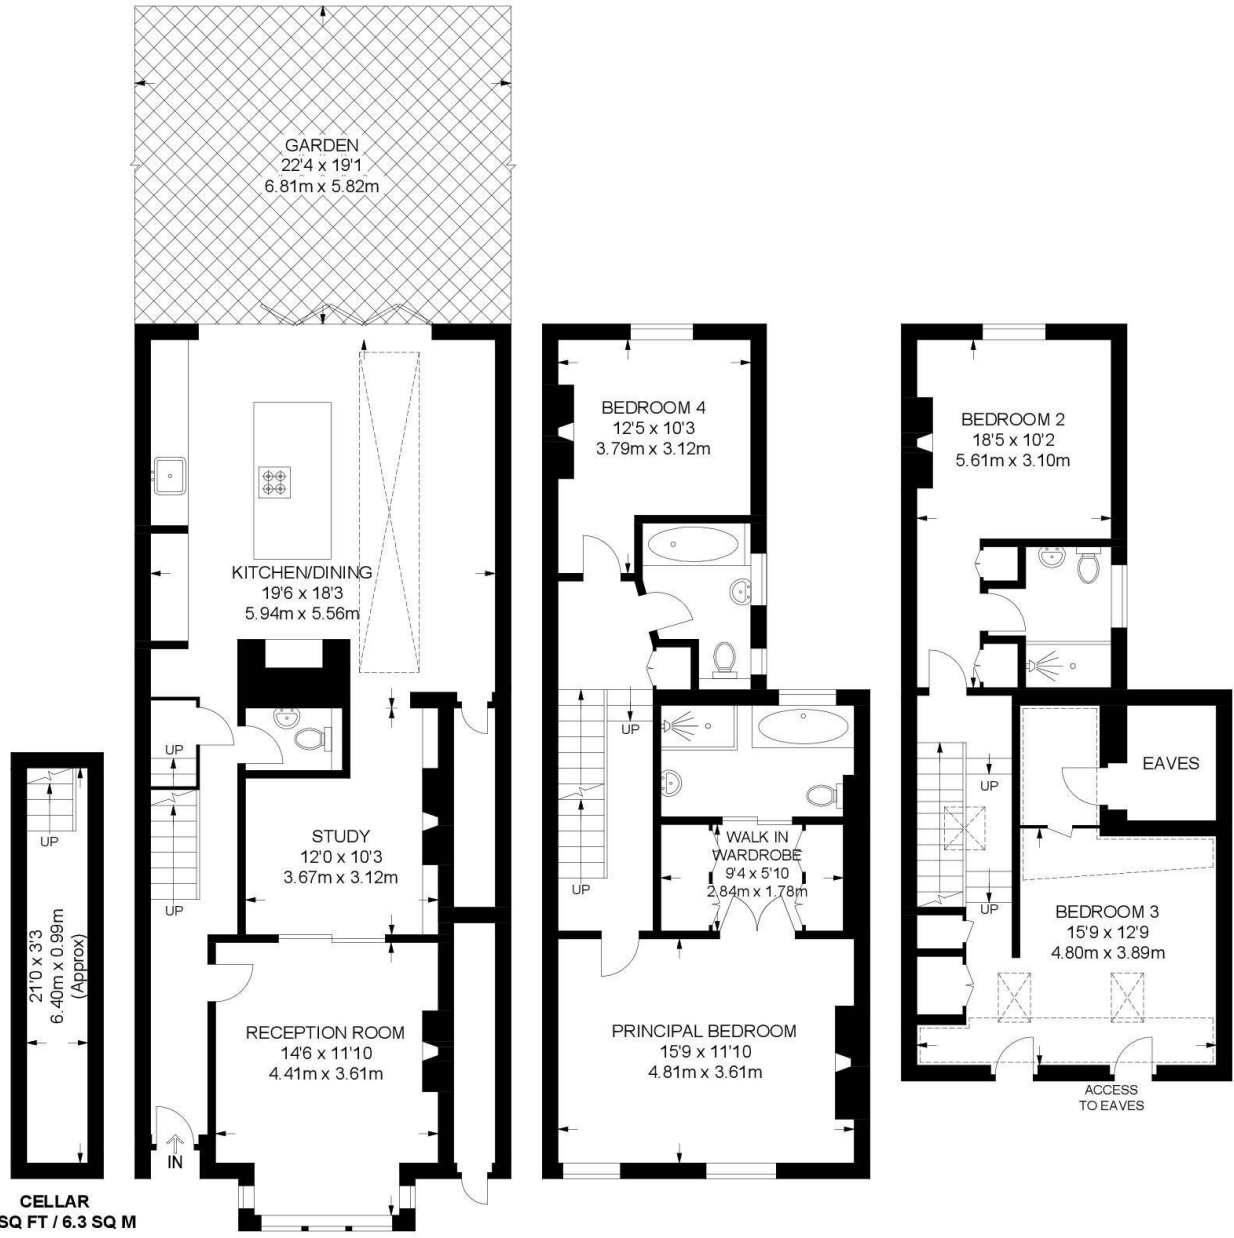 GARDEN
22'4 x 19'1
6.81m x 5.82m
KITCHEN/DINING
19'6 x 18'3
5.94m x 5.56m
UP
STUDY
12'0 x 10'3
3.67m x 3.12m
UP
RECEPTION ROOM
14'6 x 11'10
4.41m x 3.61m
IN
UP
21'0 x 3'3
6.40m x 0.99m
(Approx)
CELLAR
SQ FT / 6.3 SQ M
BEDROOM 4
12'5 x 10'3
3.79m x 3.12m
UP
WALK IN
WARDROBE
9'4 x 5'10
2.84m x 1.78m
UP
PRINCIPAL BEDROOM
15'9 x 11'10
4.81m x 3.61m
BEDROOM 2
18'5 x 10'2
5.61m x 3.10m
EAVES
UP
UP
BEDROOM 3
15'9 x 12'9
4.80m x 3.89m
ACCESS
TO EAVES